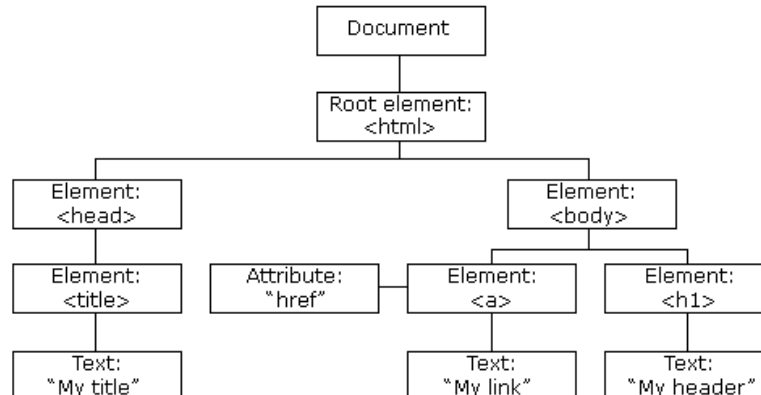 Document
Root element:
<html>
Element:
<head>
Element:
<body>
Element:
<title>
Attribute:
“href”
Element:
<a>
Element:
<h1>
Text:
“My title”
Text:
“My link”
Text:
“My header”